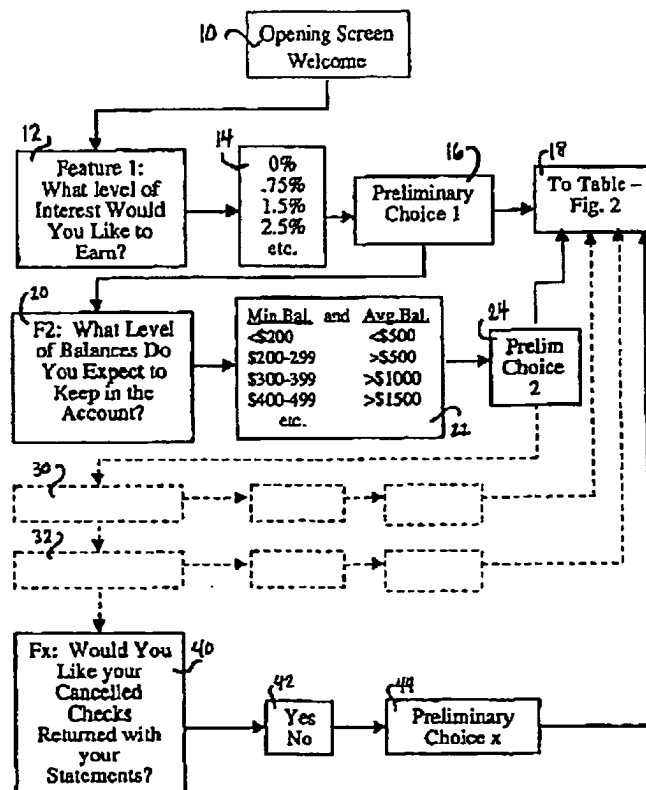 10
Opening Screen
Welcome
12
Feature 1:
What level of
Interest Would
You Like to
Earn?
14
0%
.75%
1.5%
2.5%
etc.
16
Preliminary
Choice 1
18
To Table –
Fig. 2
20
F2: What Level
of Balances Do
You Expect to
Keep in the
Account?
Min.Bal. and Avg.Bal.
<$200 <$500
$200-299 >$500
$300-399 >$1000
$400-499 >$1500
etc.
22
24
Prelim
Choice
2
30
32
Fx: Would You
Like your
Cancelled
Checks
Returned with
your
Statements?
40
42
Yes
No
44
Preliminary
Choice x